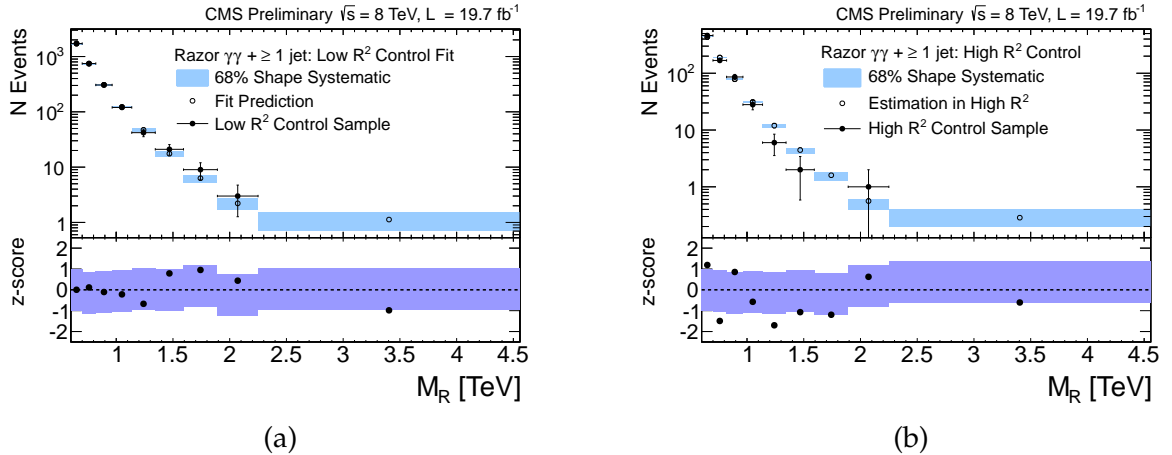 CMS Preliminary √s = 8 TeV, L = 19.7 fb⁻¹
N Events
10³
10²
10
1
Razor γγ + ≥ 1 jet: Low R² Control Fit
68% Shape Systematic
Fit Prediction
Low R² Control Sample
z-score
2
1
0
-1
-2
1 1.5 2 2.5 3 3.5 4 4.5
M_R [TeV]
(a)
CMS Preliminary √s = 8 TeV, L = 19.7 fb⁻¹
N Events
10²
10
1
Razor γγ + ≥ 1 jet: High R² Control
68% Shape Systematic
Estimation in High R²
High R² Control Sample
z-score
2
1
0
-1
-2
1 1.5 2 2.5 3 3.5 4 4.5
M_R [TeV]
(b)